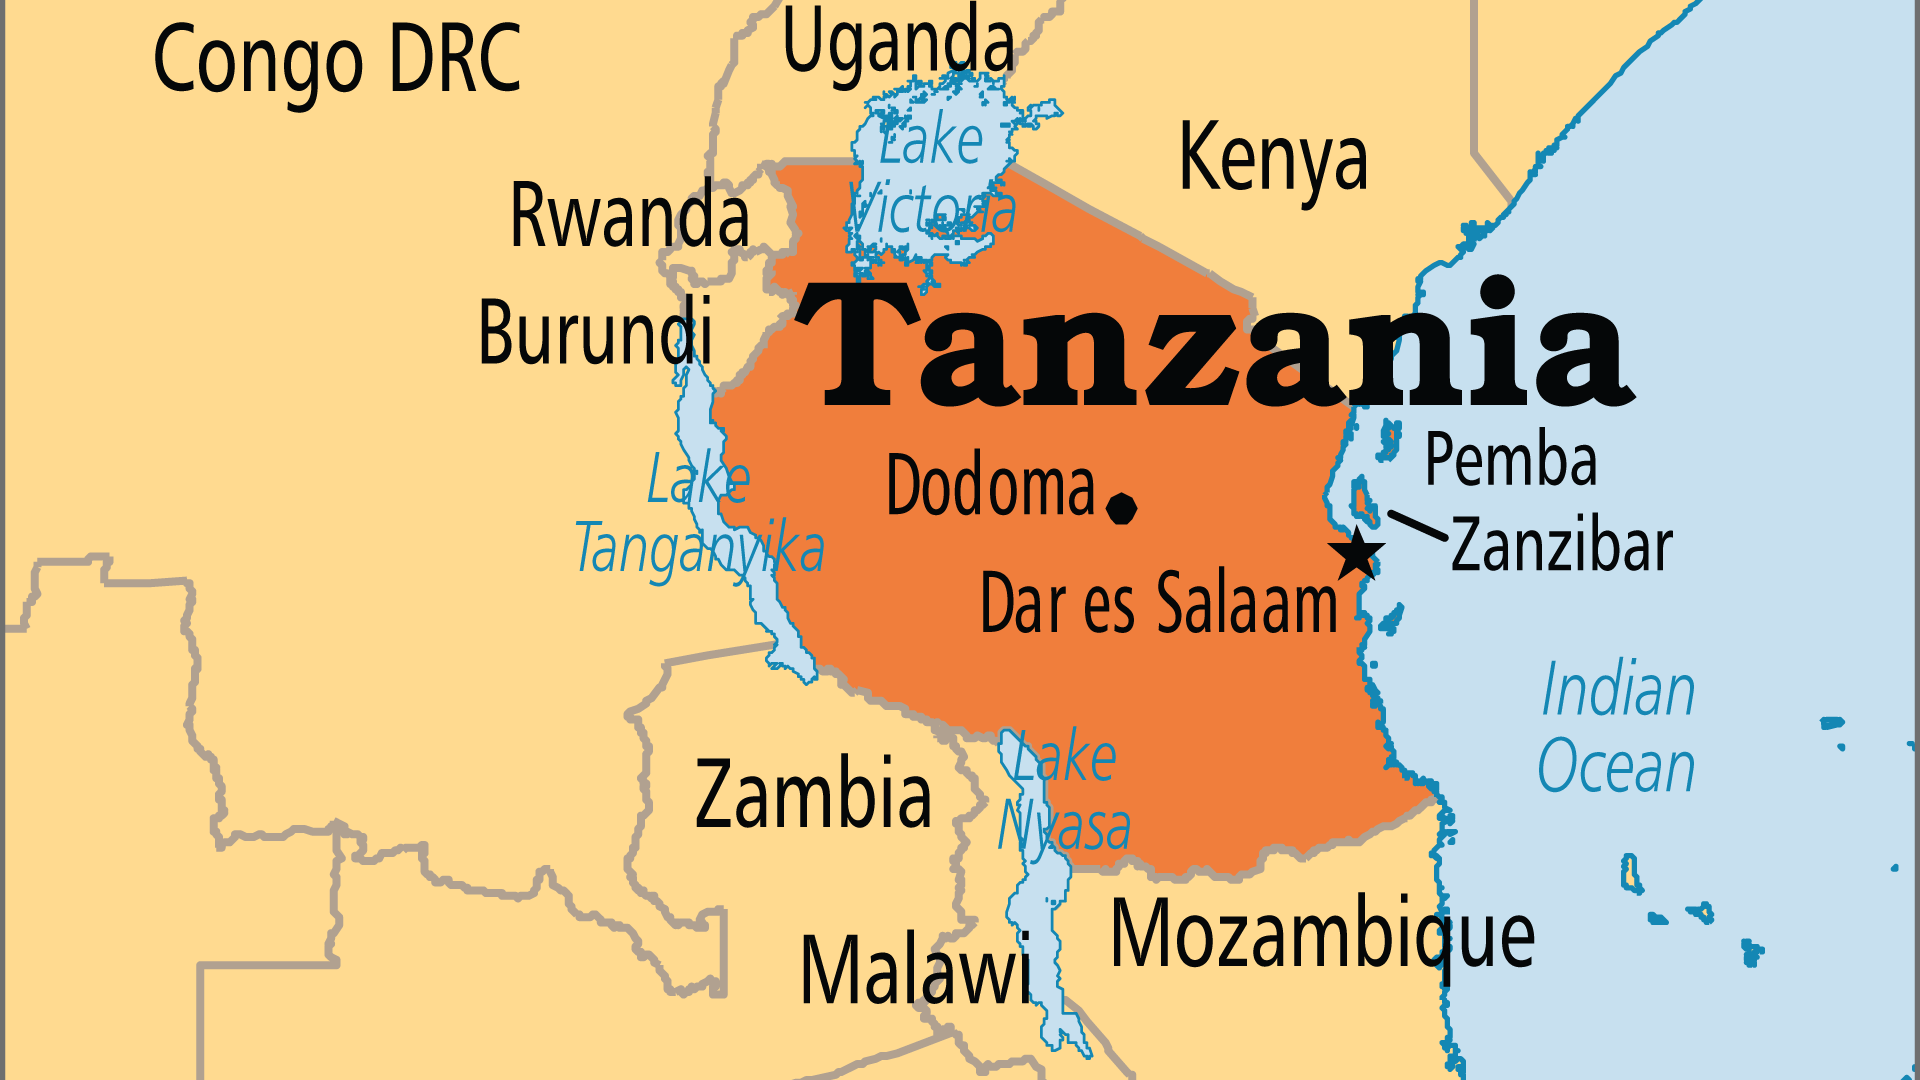 Congo DRC
Uganda
Lake
Victoria
Kenya
Rwanda
Burundi
Tanzania
Pemba
Dodoma
Zanzibar
Lake
Tanganyika
Dar es Salaam
Indian
Ocean
Lake
Nyasa
Zambia
Malawi
Mozambique